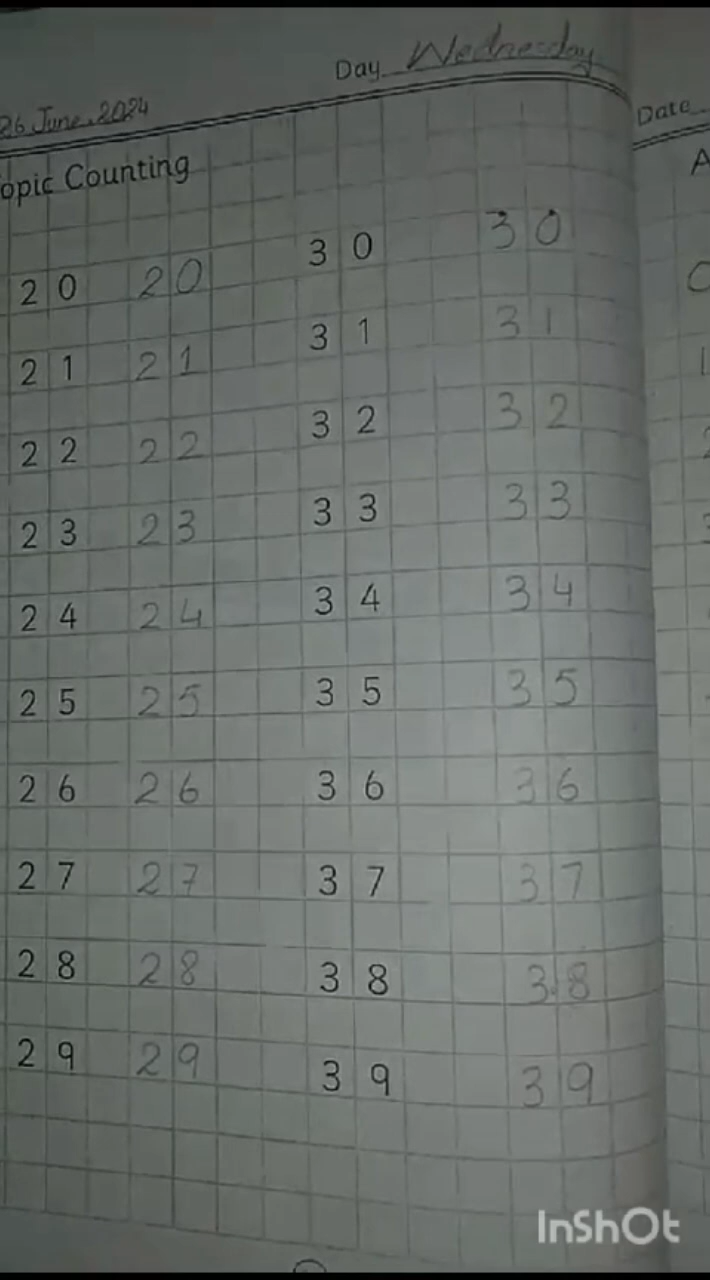 Day Wednesday
26 June 2024
opic Counting
20 20 30 30
21 21 31 31
22 22 32 32
23 23 33 33
24 24 34 34
25 25 35 35
26 26 36 36
27 27 37 37
28 28 38 38
29 29 39 39
Date
A
InShOt